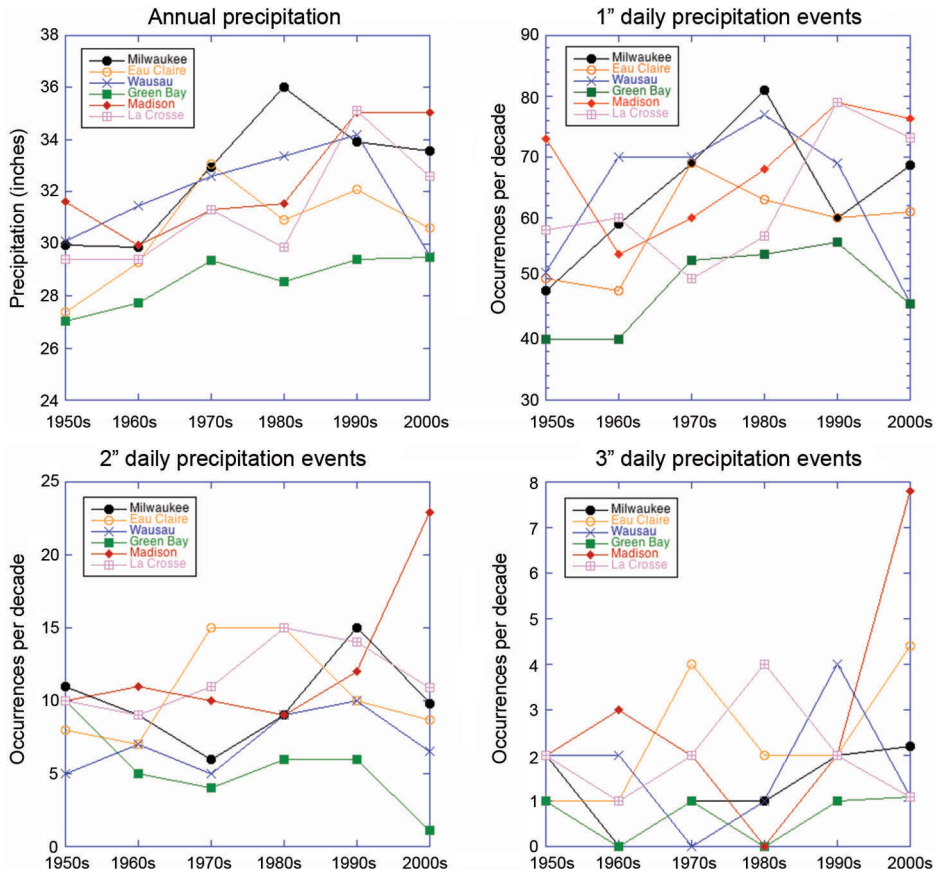 Annual precipitation
38
36
34
32
30
28
26
24
Precipitation (inches)
Milwaukee
Eau Claire
Wausau
Green Bay
Madison
La Crosse
1950s 1960s 1970s 1980s 1990s 2000s
1” daily precipitation events
90
80
70
60
50
40
30
Occurrences per decade
Milwaukee
Eau Claire
Wausau
Green Bay
Madison
La Crosse
1950s 1960s 1970s 1980s 1990s 2000s
2” daily precipitation events
25
20
15
10
5
0
Occurrences per decade
Milwaukee
Eau Claire
Wausau
Green Bay
Madison
La Crosse
1950s 1960s 1970s 1980s 1990s 2000s
3” daily precipitation events
8
7
6
5
4
3
2
1
0
Occurrences per decade
Milwaukee
Eau Claire
Wausau
Green Bay
Madison
La Crosse
1950s 1960s 1970s 1980s 1990s 2000s